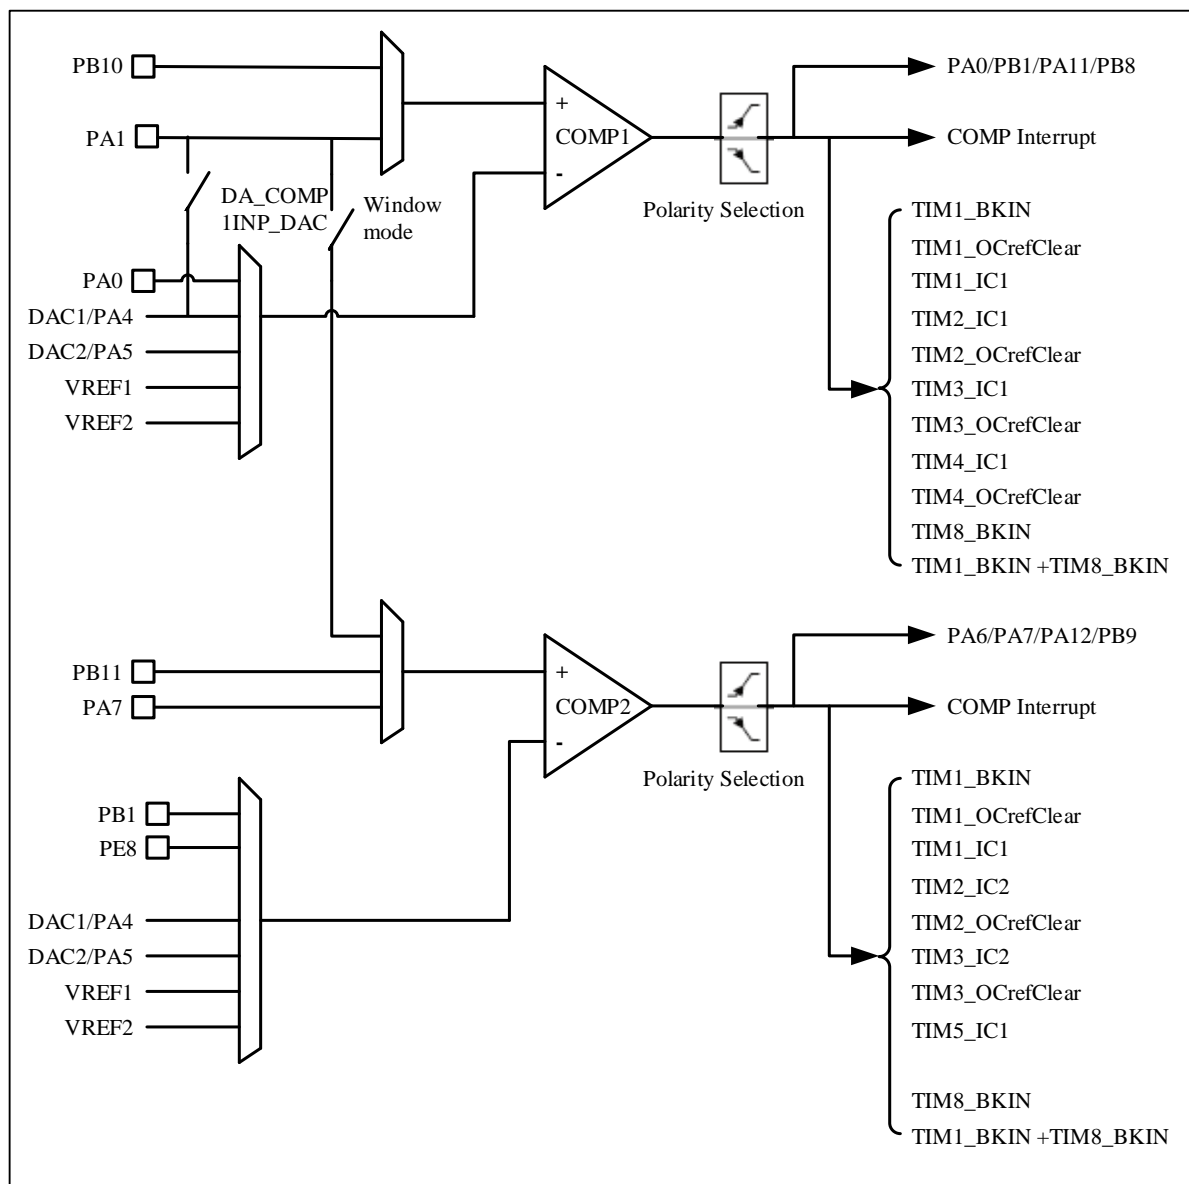 PB10
PA0/PB1/PA11/PB8
+
PA1
COMP1
COMP Interrupt
-
DA_COMP
1INP_DAC
Window
mode
Polarity Selection
PA0
DAC1/PA4
DAC2/PA5
VREF1
VREF2
TIM1_BKIN
TIM1_OCrefClear
TIM1_IC1
TIM2_IC1
TIM2_OCrefClear
TIM3_IC1
TIM3_OCrefClear
TIM4_IC1
TIM4_OCrefClear
TIM8_BKIN
TIM1_BKIN +TIM8_BKIN
PA6/PA7/PA12/PB9
PB11
+
PA7
COMP2
COMP Interrupt
-
Polarity Selection
PB1
PE8
DAC1/PA4
DAC2/PA5
VREF1
VREF2
TIM1_BKIN
TIM1_OCrefClear
TIM1_IC1
TIM2_IC2
TIM2_OCrefClear
TIM3_IC2
TIM3_OCrefClear
TIM5_IC1
TIM8_BKIN
TIM1_BKIN +TIM8_BKIN